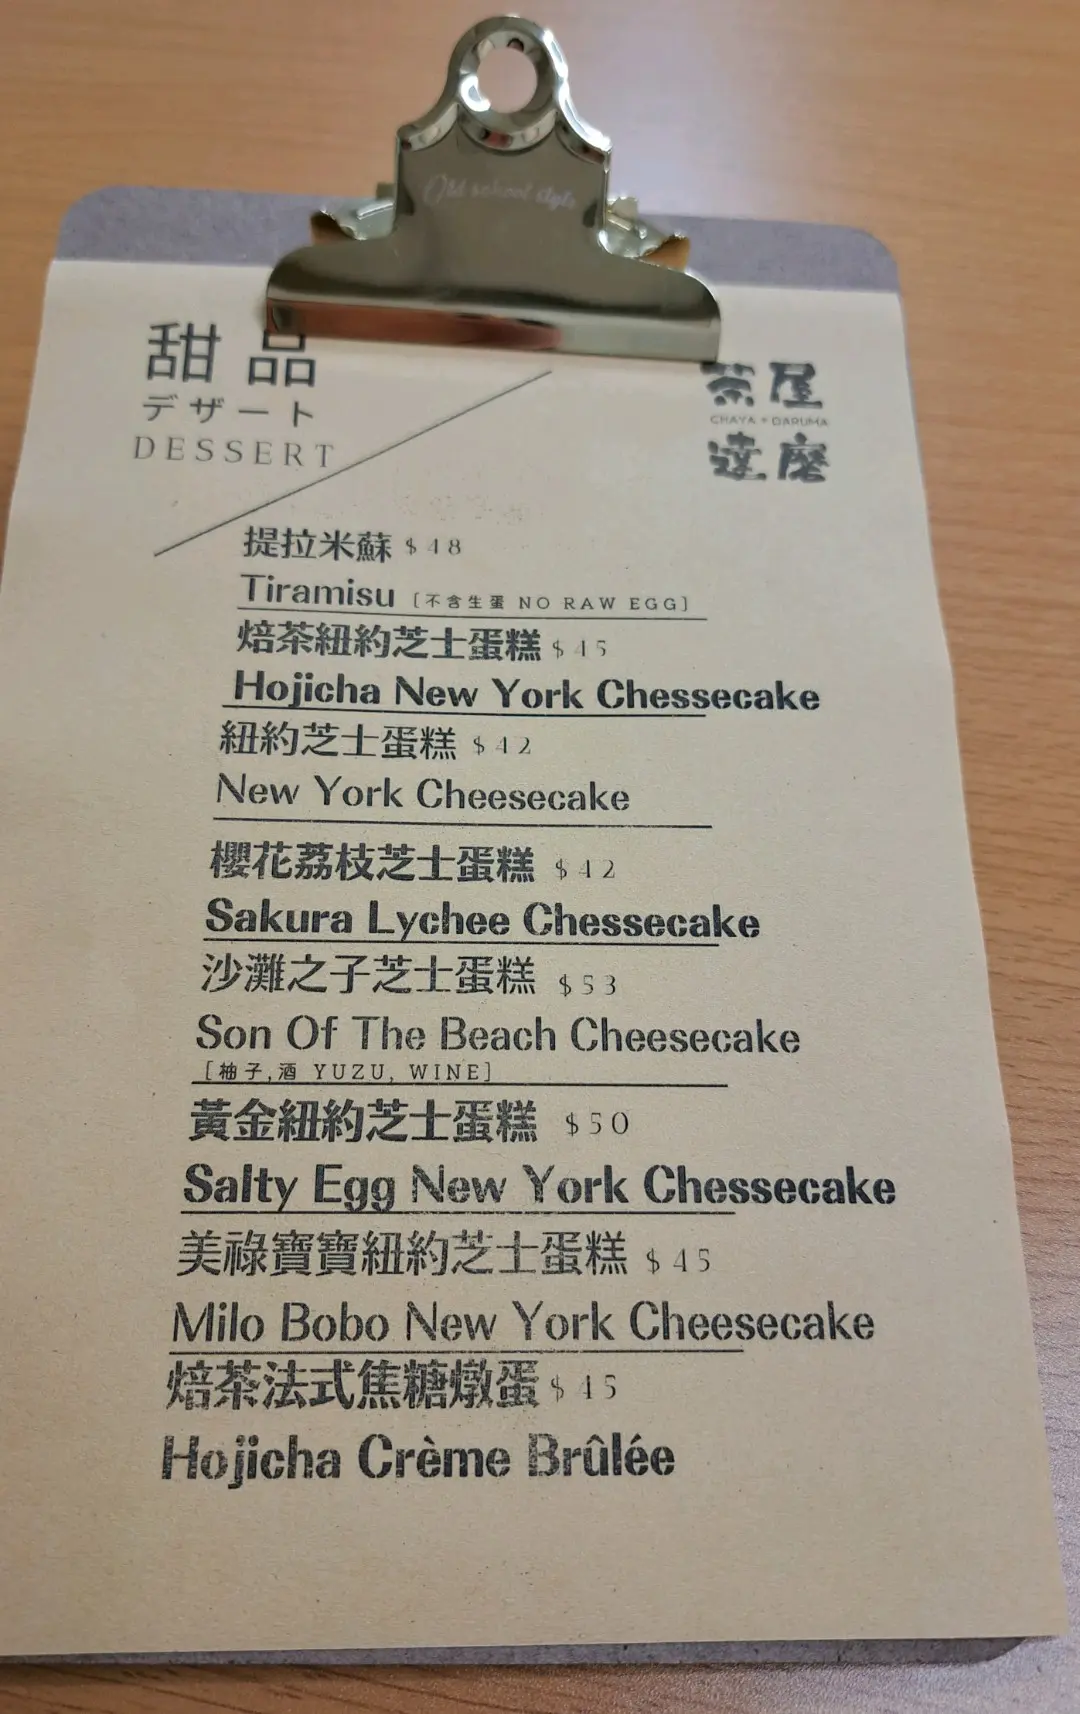 Old school style
甜品
デザート
DESSERT
茶屋
CHAYA × DARUMA
達磨
提拉米蘇 $48
Tiramisu [不含生蛋 NO RAW EGG]
焙茶紐約芝士蛋糕 $45
Hojicha New York Chessecake
紐約芝士蛋糕 $42
New York Cheesecake
櫻花荔枝芝士蛋糕 $42
Sakura Lychee Chessecake
沙灘之子芝士蛋糕 $53
Son Of The Beach Cheesecake
[柚子,酒 YUZU, WINE]
黃金紐約芝士蛋糕 $50
Salty Egg New York Chessecake
美祿寶寶紐約芝士蛋糕 $45
Milo Bobo New York Cheesecake
焙茶法式焦糖燉蛋 $45
Hojicha Crème Brûlée